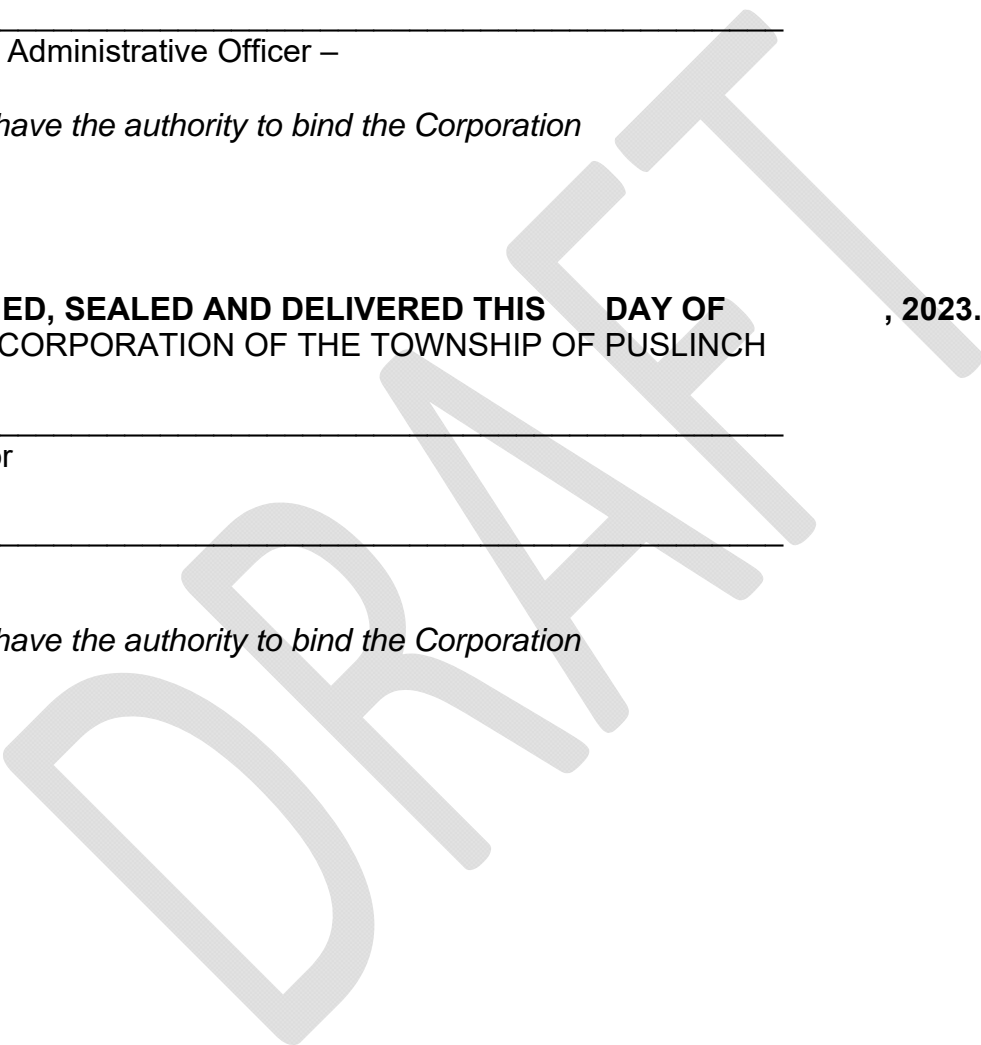 Administrative Officer –
have the authority to bind the Corporation
ED, SEALED AND DELIVERED THIS DAY OF , 2023.
CORPORATION OF THE TOWNSHIP OF PUSLINCH
or
have the authority to bind the Corporation
DRAFT